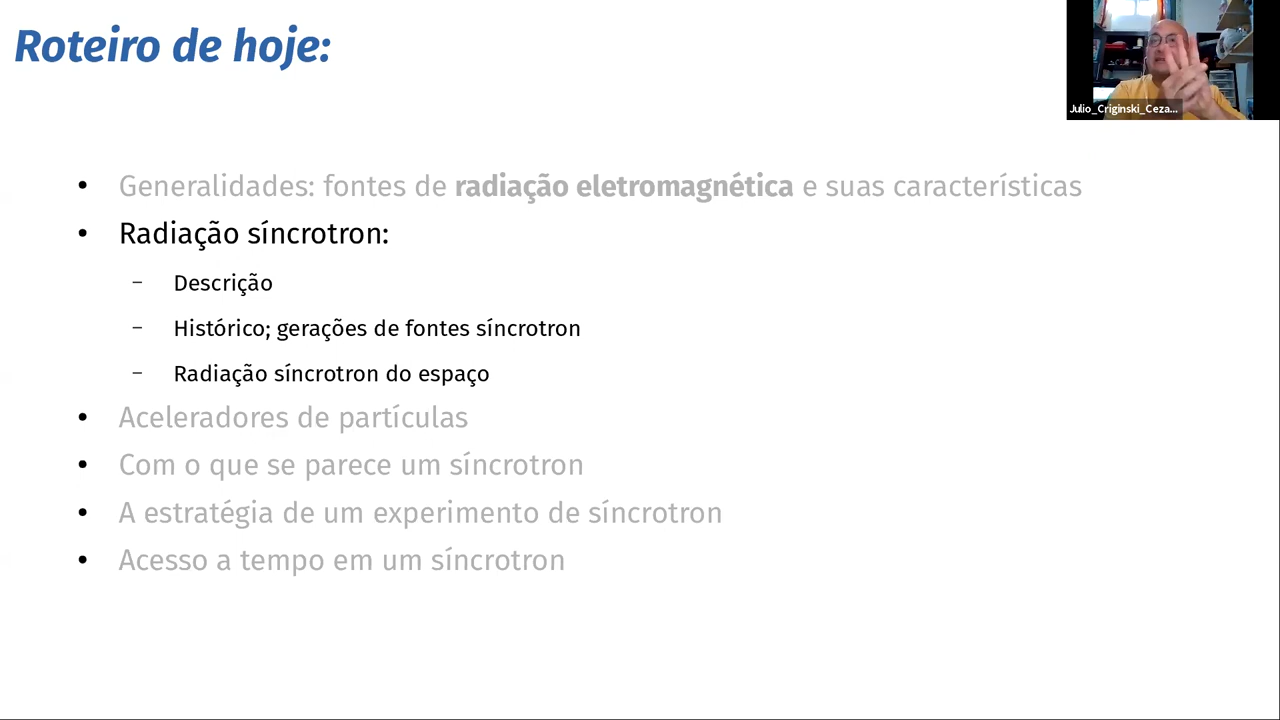 Roteiro de hoje:
Julio_Criginski_Ceza...
• Generalidades: fontes de radiação eletromagnética e suas características
• Radiação síncrotron:
– Descrição
– Histórico; gerações de fontes síncrotron
– Radiação síncrotron do espaço
• Aceleradores de partículas
• Com o que se parece um síncrotron
• A estratégia de um experimento de síncrotron
• Acesso a tempo em um síncrotron